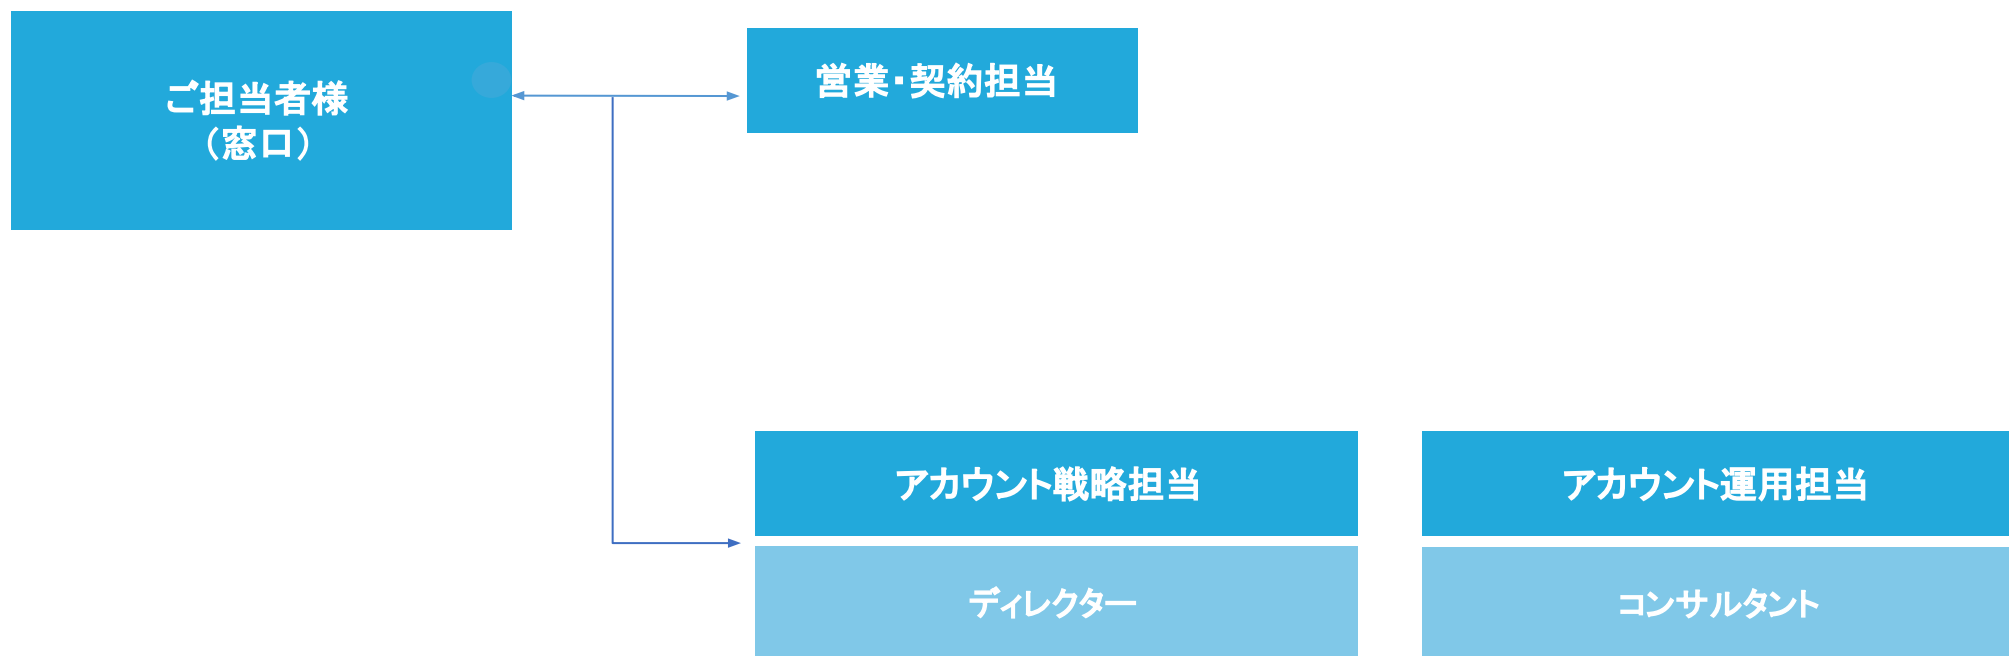 ご担当者様
（窓口）
営業・契約担当
アカウント戦略担当
ディレクター
アカウント運用担当
コンサルタント